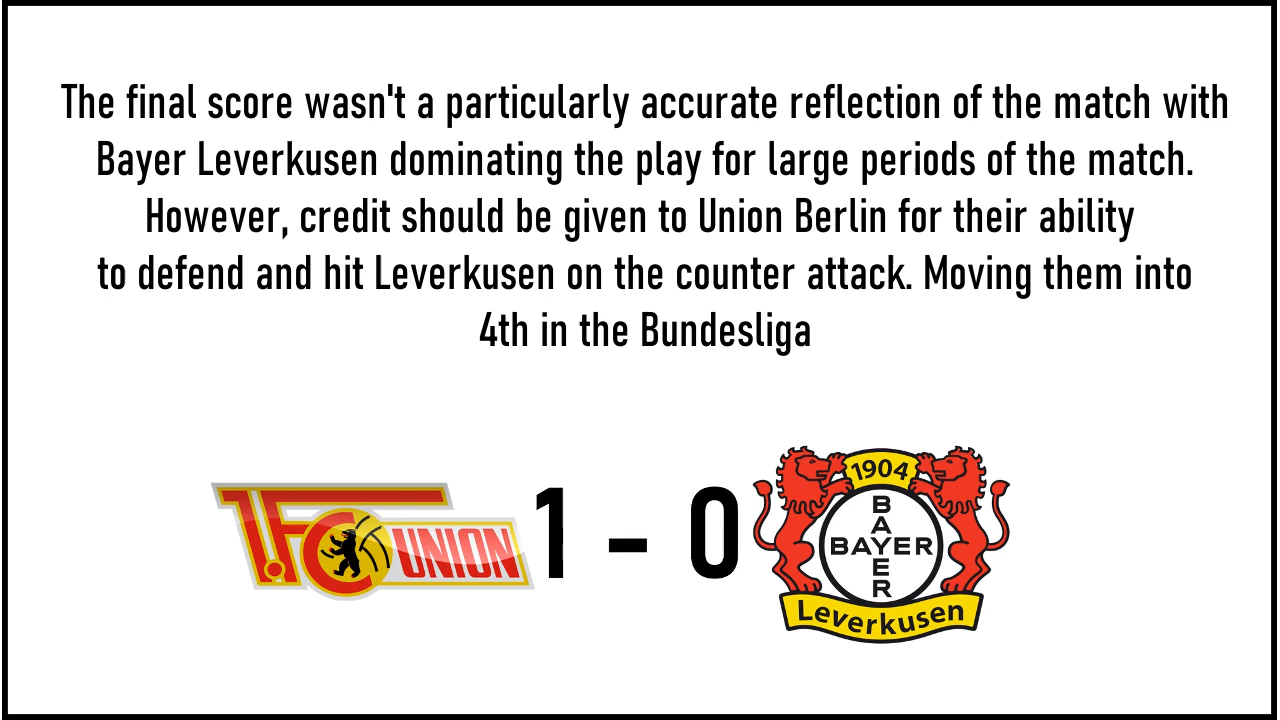 The final score wasn't a particularly accurate reflection of the match with
Bayer Leverkusen dominating the play for large periods of the match.
However, credit should be given to Union Berlin for their ability
to defend and hit Leverkusen on the counter attack. Moving them into
4th in the Bundesliga
1FC UNION
1 - 0
1904
BAYER
BAYER
Leverkusen